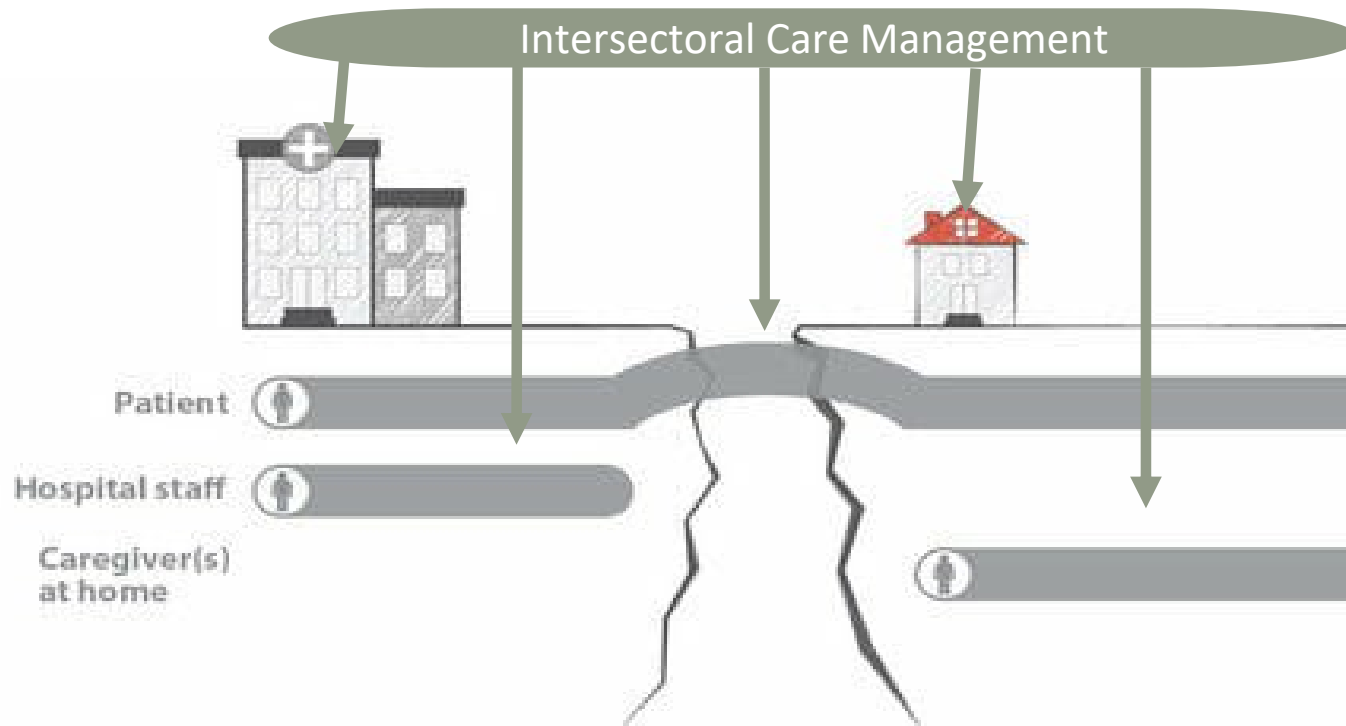 Intersectoral Care Management
Patient
Hospital staff
Caregiver(s)
at home